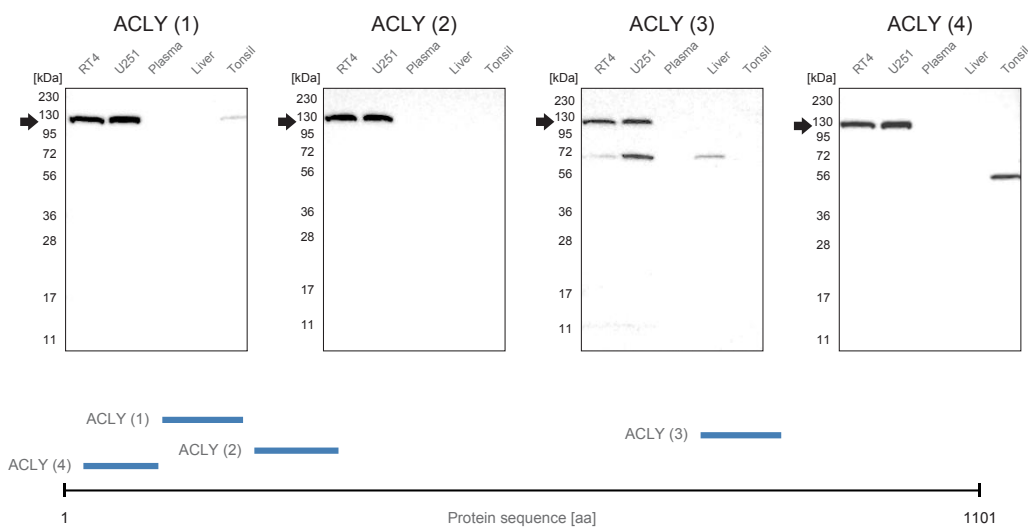 ACLY (1)
ACLY (2)
ACLY (3)
ACLY (4)
RT4 U251 Plasma Liver Tonsil
RT4 U251 Plasma Liver Tonsil
RT4 U251 Plasma Liver Tonsil
RT4 U251 Plasma Liver Tonsil
[kDa]
230
130
95
72
56
36
28
17
11
[kDa]
230
130
95
72
56
36
28
17
11
[kDa]
230
130
95
72
56
36
28
17
11
[kDa]
230
130
95
72
56
36
28
17
11
ACLY (1)
ACLY (3)
ACLY (2)
ACLY (4)
1 Protein sequence [aa] 1101